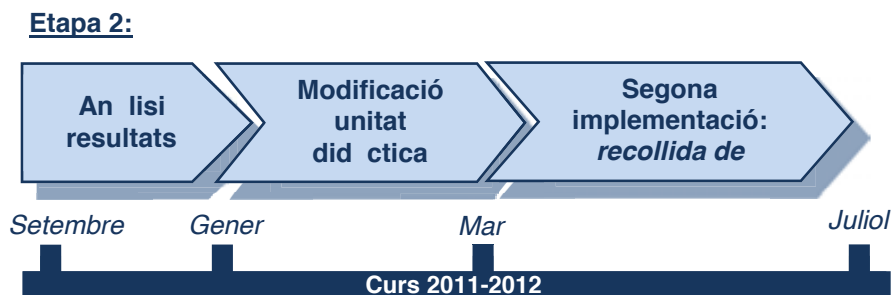 Etapa 2:
An lisi
resultats
Modificació
unitat
did ctica
Segona
implementació:
recollida de
Setembre
Gener
Mar
Juliol
Curs 2011-2012